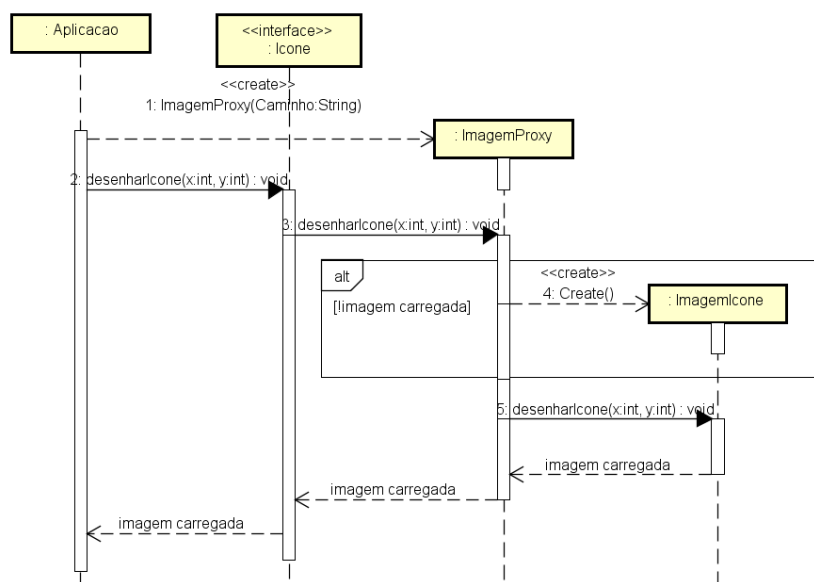 : Aplicacao
<<interface>>
: Icone
<<create>>
1: ImagemProxy(Caminho:String)
: ImagemProxy
2: desenharIcone(x:int, y:int) : void
3: desenharIcone(x:int, y:int) : void
alt
[!imagem carregada]
<<create>>
4: Create()
: ImagemIcone
5: desenharIcone(x:int, y:int) : void
imagem carregada
imagem carregada
imagem carregada